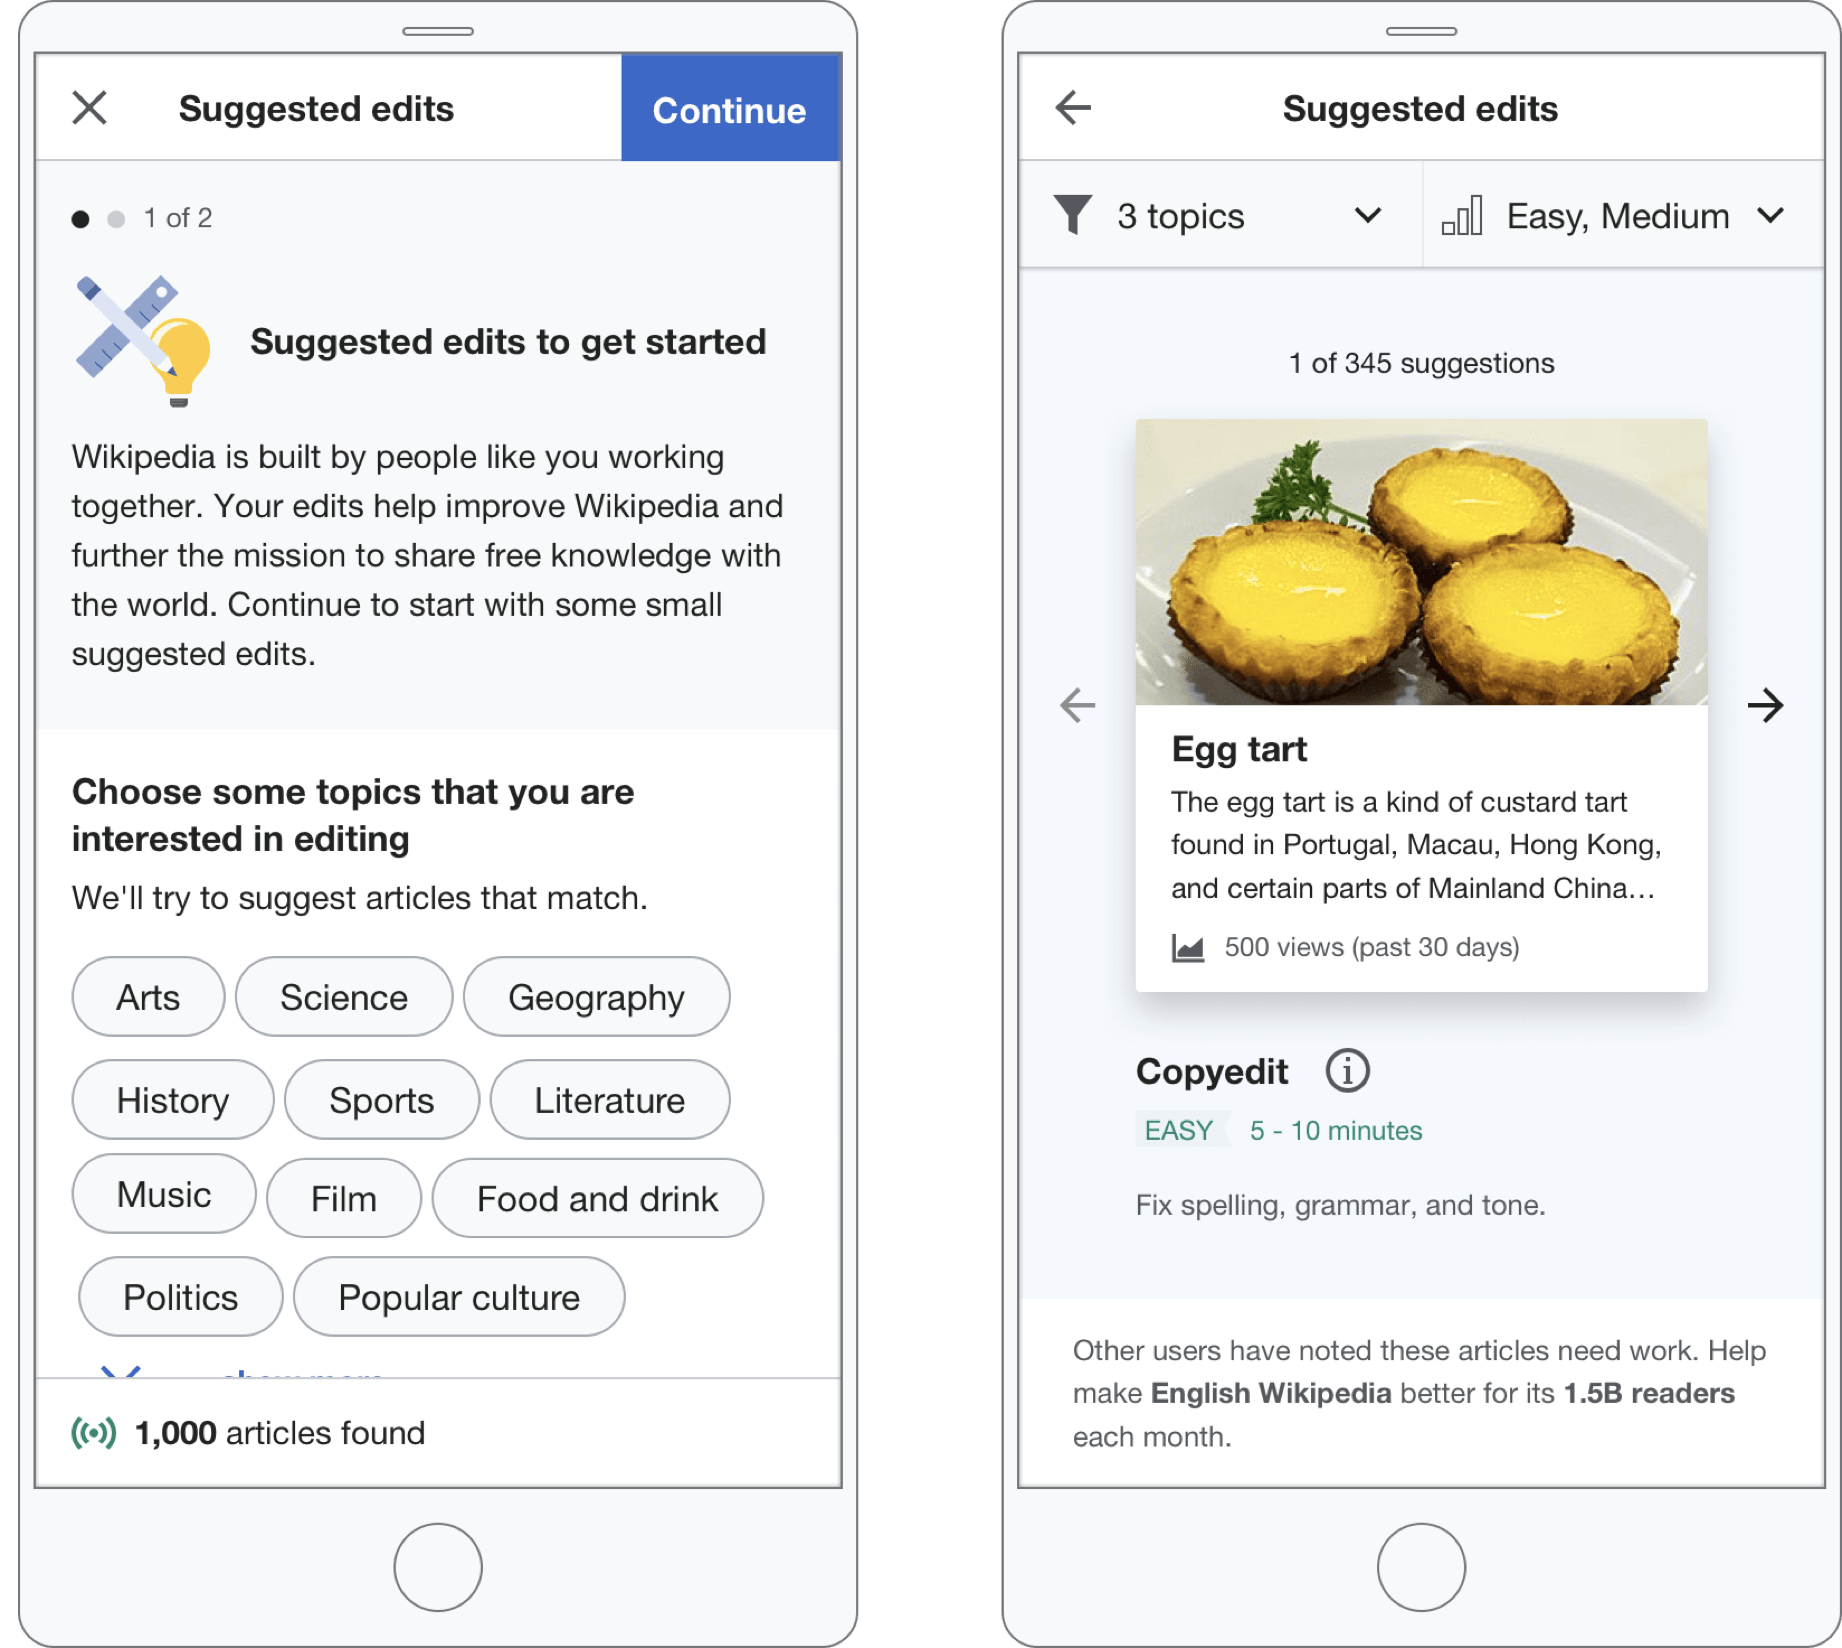 Suggested edits
Continue
1 of 2
Suggested edits to get started
Wikipedia is built by people like you working
together. Your edits help improve Wikipedia and
further the mission to share free knowledge with
the world. Continue to start with some small
suggested edits.
Choose some topics that you are
interested in editing
We'll try to suggest articles that match.
Arts Science Geography
History Sports Literature
Music Film Food and drink
Politics Popular culture
show more
1,000 articles found
Suggested edits
3 topics
Easy, Medium
1 of 345 suggestions
Egg tart
The egg tart is a kind of custard tart
found in Portugal, Macau, Hong Kong,
and certain parts of Mainland China...
500 views (past 30 days)
Copyedit
EASY 5 - 10 minutes
Fix spelling, grammar, and tone.
Other users have noted these articles need work. Help
make English Wikipedia better for its 1.5B readers
each month.